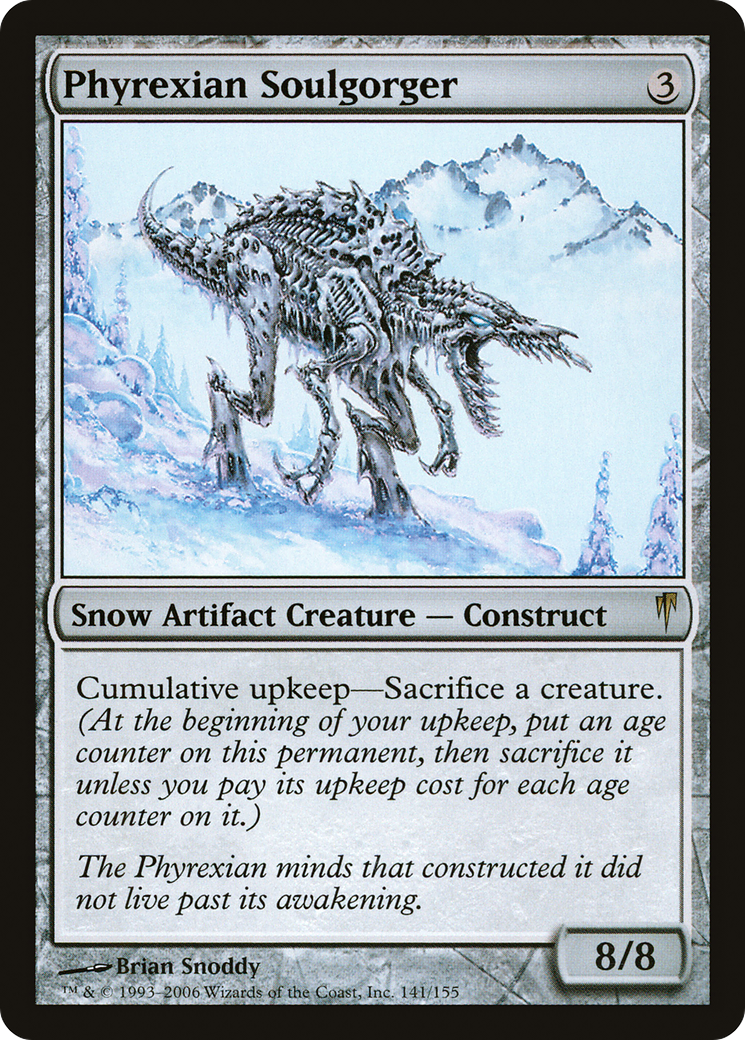 Phyrexian Soulgorger 3
Snow Artifact Creature — Construct
Cumulative upkeep—Sacrifice a creature.
(At the beginning of your upkeep, put an age
counter on this permanent, then sacrifice it
unless you pay its upkeep cost for each age
counter on it.)
The Phyrexian minds that constructed it did
not live past its awakening.
8/8
Brian Snoddy
™ & © 1993–2006 Wizards of the Coast, Inc. 141/155